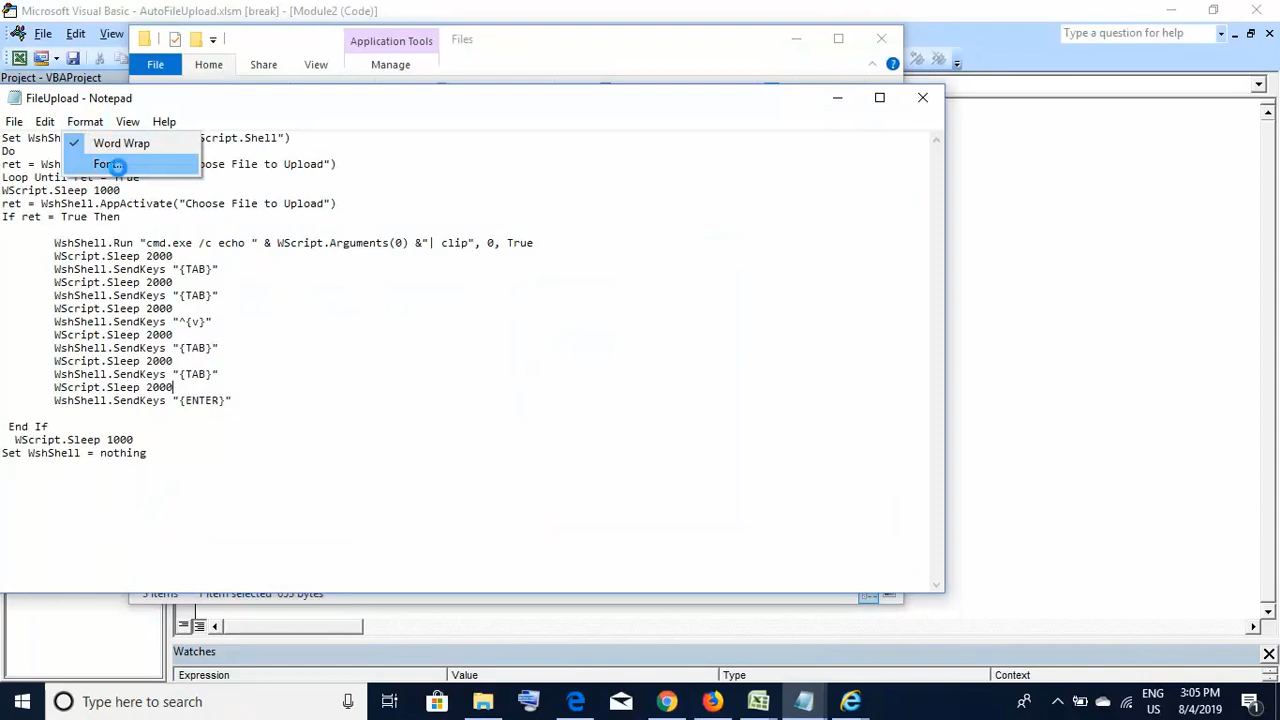 Microsoft Visual Basic - AutoFileUpload.xlsm [break] - [Module2 (Code)]
File Edit View
Type a question for help
Application Tools
Files
File Home Share View Manage
Project - VBAProject
FileUpload - Notepad
File Edit Format View Help
Word Wrap
Set WshS Script.Shell")
Do
ret = Wsh oose File to Upload")
Loop Until ret = True
WScript.Sleep 1000
ret = WshShell.AppActivate("Choose File to Upload")
If ret = True Then
WshShell.Run "cmd.exe /c echo " & WScript.Arguments(0) &"| clip", 0, True
WScript.Sleep 2000
WshShell.SendKeys "{TAB}"
WScript.Sleep 2000
WshShell.SendKeys "{TAB}"
WScript.Sleep 2000
WshShell.SendKeys "^{v}"
WScript.Sleep 2000
WshShell.SendKeys "{TAB}"
WScript.Sleep 2000
WshShell.SendKeys "{TAB}"
WScript.Sleep 2000
WshShell.SendKeys "{ENTER}"
End If
WScript.Sleep 1000
Set WshShell = nothing
Watches
Expression Value Type Context
Type here to search
ENG
US
3:05 PM
8/4/2019
1